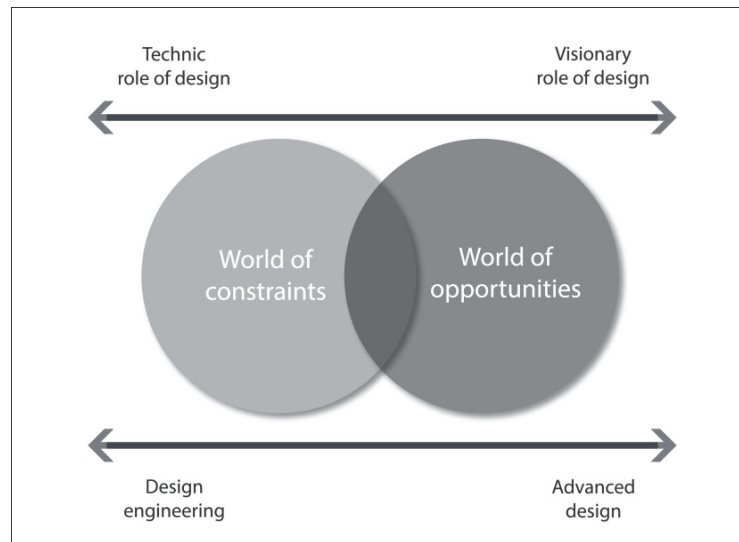 Technic
role of design
Visionary
role of design
World of
constraints
World of
opportunities
Design
engineering
Advanced
design